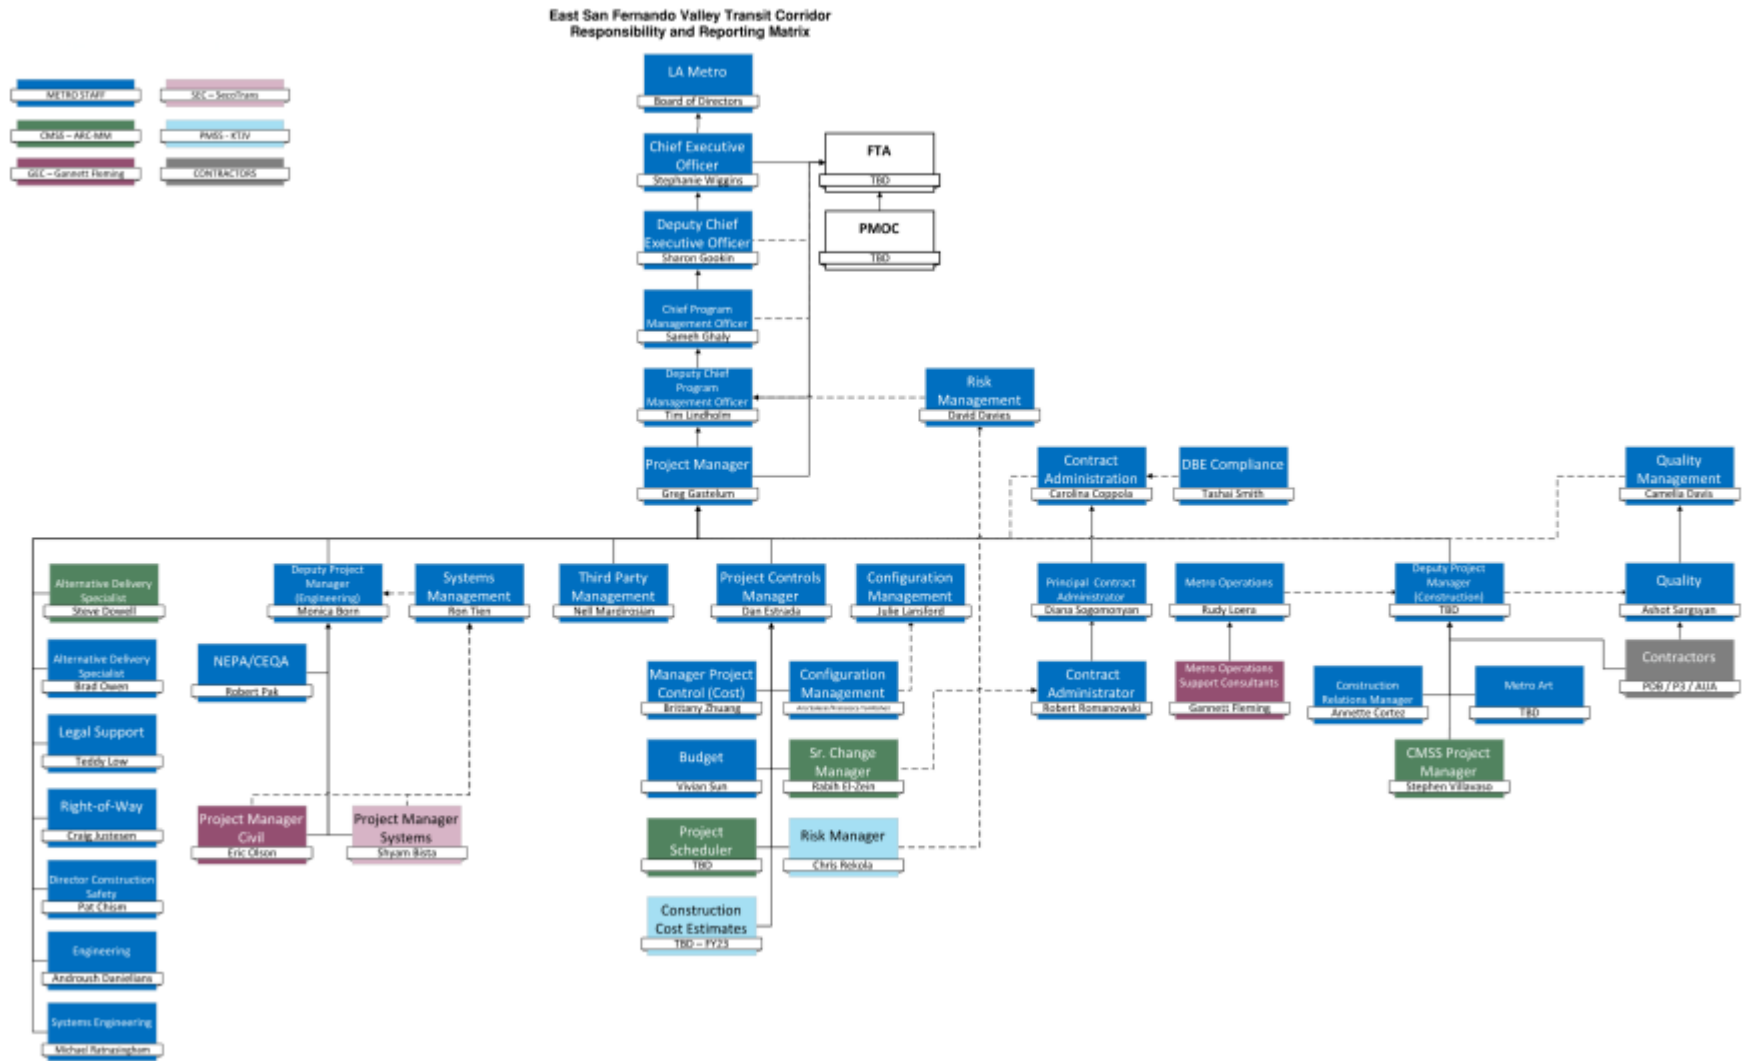 East San Fernando Valley Transit Corridor
Responsibility and Reporting Matrix
METRO STAFF
SEC – SecoTrans
CMSS – ARC-MM
PMSS - KTJV
GEC – Gannett Fleming
CONTRACTORS
LA Metro
Board of Directors
Chief Executive
Officer
Stephanie Wiggins
FTA
TBD
Deputy Chief
Executive Officer
Sharon Gookin
PMOC
TBD
Chief Program
Management Officer
Sameh Ghaly
Deputy Chief
Program
Management Officer
Tim Lindholm
Risk
Management
David Davies
Project Manager
Greg Gastelum
Contract
Administration
Carolina Coppola
DBE Compliance
Tashai Smith
Quality
Management
Camelia Davis
Alternative Delivery
Specialist
Steve Dowell
Deputy Project
Manager
(Engineering)
Monica Born
Systems
Management
Ron Tien
Third Party
Management
Nell Mardirosian
Project Controls
Manager
Dan Estrada
Configuration
Management
Julie Lansford
Principal Contract
Administrator
Diana Sogomonyan
Metro Operations
Rudy Loera
Deputy Project
Manager
(Construction)
TBD
Quality
Ashot Sargsyan
Alternative Delivery
Specialist
Brad Owen
NEPA/CEQA
Robert Pak
Manager Project
Control (Cost)
Brittany Zhuang
Configuration
Management
Contract
Administrator
Robert Romanowski
Metro Operations
Support Consultants
Gannett Fleming
Construction
Relations Manager
Annette Cortez
Metro Art
TBD
Contractors
PDB / P3 / AUA
Legal Support
Teddy Low
Budget
Vivian Sun
Sr. Change
Manager
Rabih El-Zein
CMSS Project
Manager
Stephen Villavaso
Right-of-Way
Craig Justesen
Project Manager
Civil
Eric Olson
Project Manager
Systems
Shyam Bista
Project
Scheduler
TBD
Risk Manager
Chris Rekola
Director Construction
Safety
Pat Chism
Construction
Cost Estimates
TBD – FY23
Engineering
Androush Danielians
Systems Engineering
Michael Ratnasingham